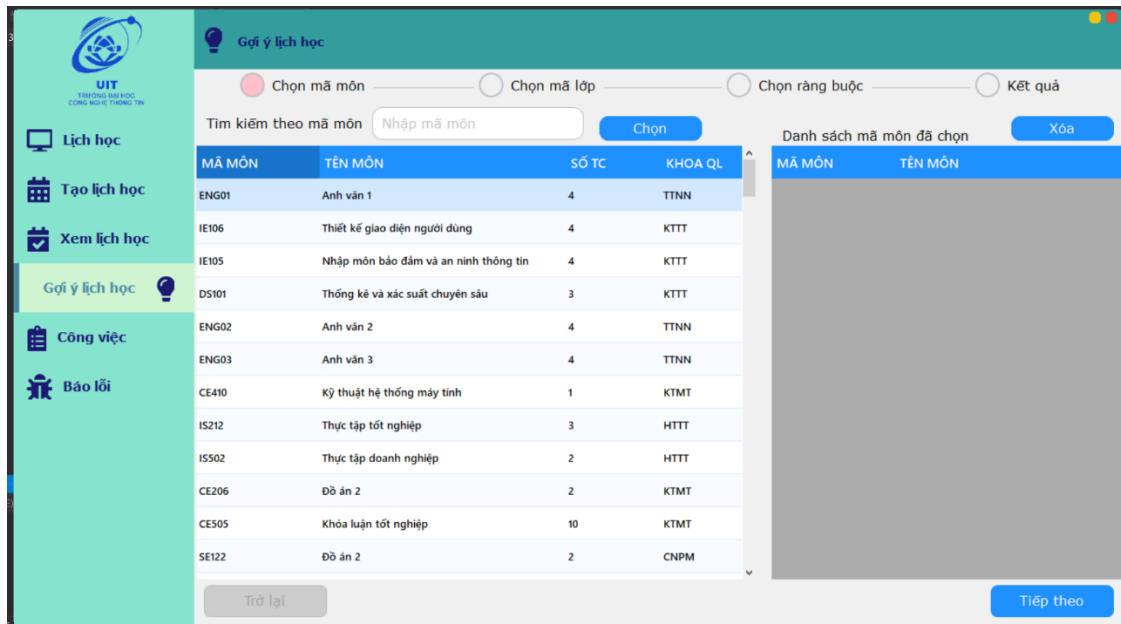 Gợi ý lịch học
UIT
TRƯỜNG ĐẠI HỌC
CÔNG NGHỆ THÔNG TIN
Lịch học
Tạo lịch học
Xem lịch học
Gợi ý lịch học
Công việc
Báo lỗi
Chọn mã môn Chọn mã lớp Chọn ràng buộc Kết quả
Tìm kiếm theo mã môn Nhập mã môn Chọn
Danh sách mã môn đã chọn Xóa
MÃ MÔN TÊN MÔN SỐ TC KHOA QL
ENG01 Anh văn 1 4 TTNN
IE106 Thiết kế giao diện người dùng 4 KTTT
IE105 Nhập môn bảo đảm và an ninh thông tin 4 KTTT
DS101 Thống kê và xác suất chuyên sâu 3 KTTT
ENG02 Anh văn 2 4 TTNN
ENG03 Anh văn 3 4 TTNN
CE410 Kỹ thuật hệ thống máy tính 1 KTMT
IS212 Thực tập tốt nghiệp 3 HTTT
IS502 Thực tập doanh nghiệp 2 HTTT
CE206 Đồ án 2 2 KTMT
CE505 Khóa luận tốt nghiệp 10 KTMT
SE122 Đồ án 2 2 CNPM
MÃ MÔN TÊN MÔN
Trở lại Tiếp theo